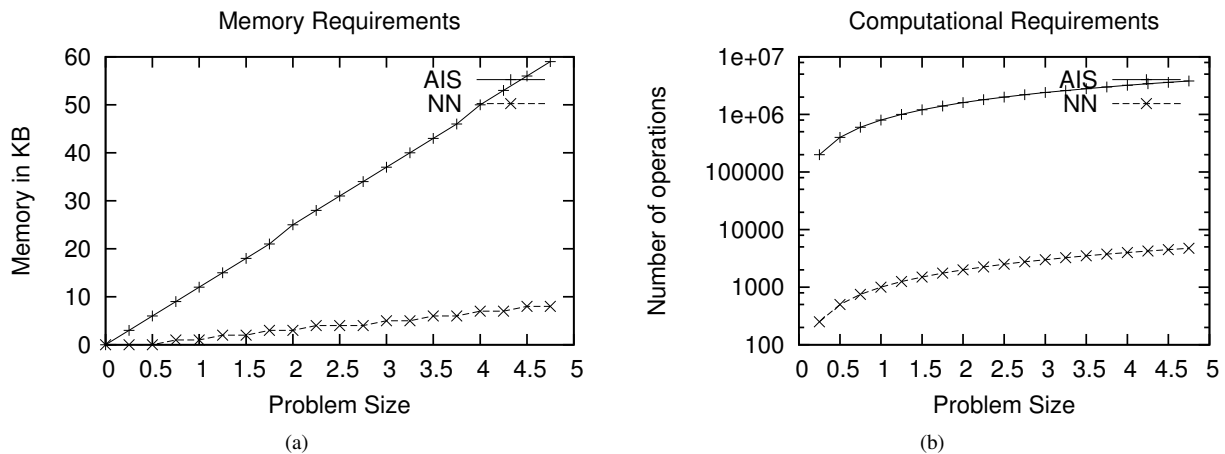 Memory Requirements
60
50
40
30
20
10
0
Memory in KB
AIS
NN
0 0.5 1 1.5 2 2.5 3 3.5 4 4.5 5
Problem Size
(a)
Computational Requirements
1e+07
1e+06
100000
10000
1000
100
Number of operations
AIS
NN
0 0.5 1 1.5 2 2.5 3 3.5 4 4.5 5
Problem Size
(b)